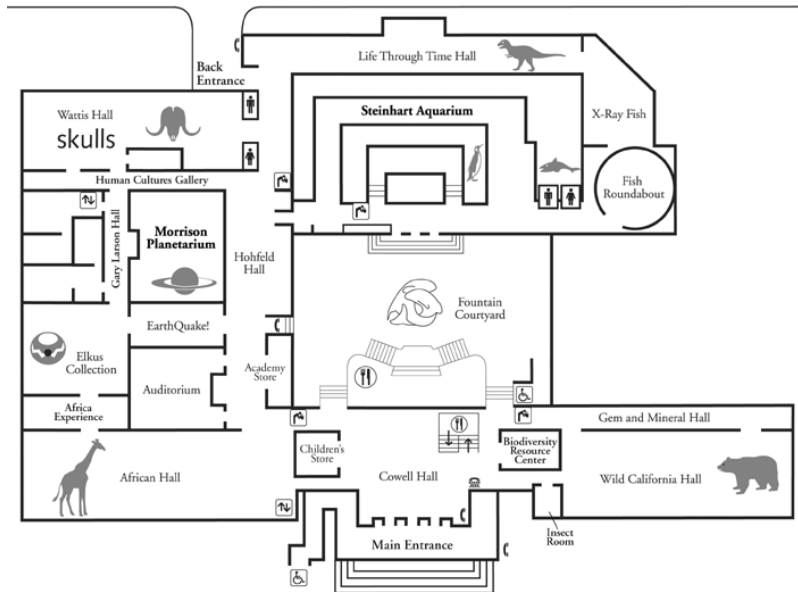 Life Through Time Hall
Back
Entrance
Wattis Hall
skulls
Steinhart Aquarium
X-Ray Fish
Human Cultures Gallery
Fish
Roundabout
Gary Larson Hall
Morrison
Planetarium
Hohfeld
Hall
Fountain
Courtyard
EarthQuake!
Elkus
Collection
Auditorium
Academy
Store
Africa
Experience
Gem and Mineral Hall
Children's
Store
Biodiversity
Resource
Center
African Hall
Cowell Hall
Wild California Hall
Insect
Room
Main Entrance